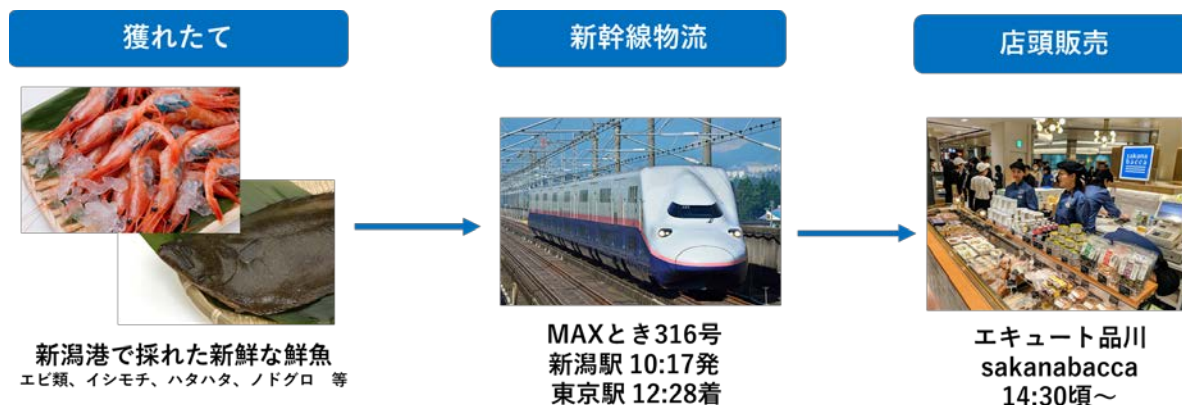 獲れたて
新幹線物流
店頭販売
sakana
bacca
新潟港で採れた新鮮な鮮魚
エビ類、イシモチ、ハタハタ、ノドグロ　等
MAXとき316号
新潟駅 10:17発
東京駅 12:28着
エキュート品川
sakanabacca
14:30頃～